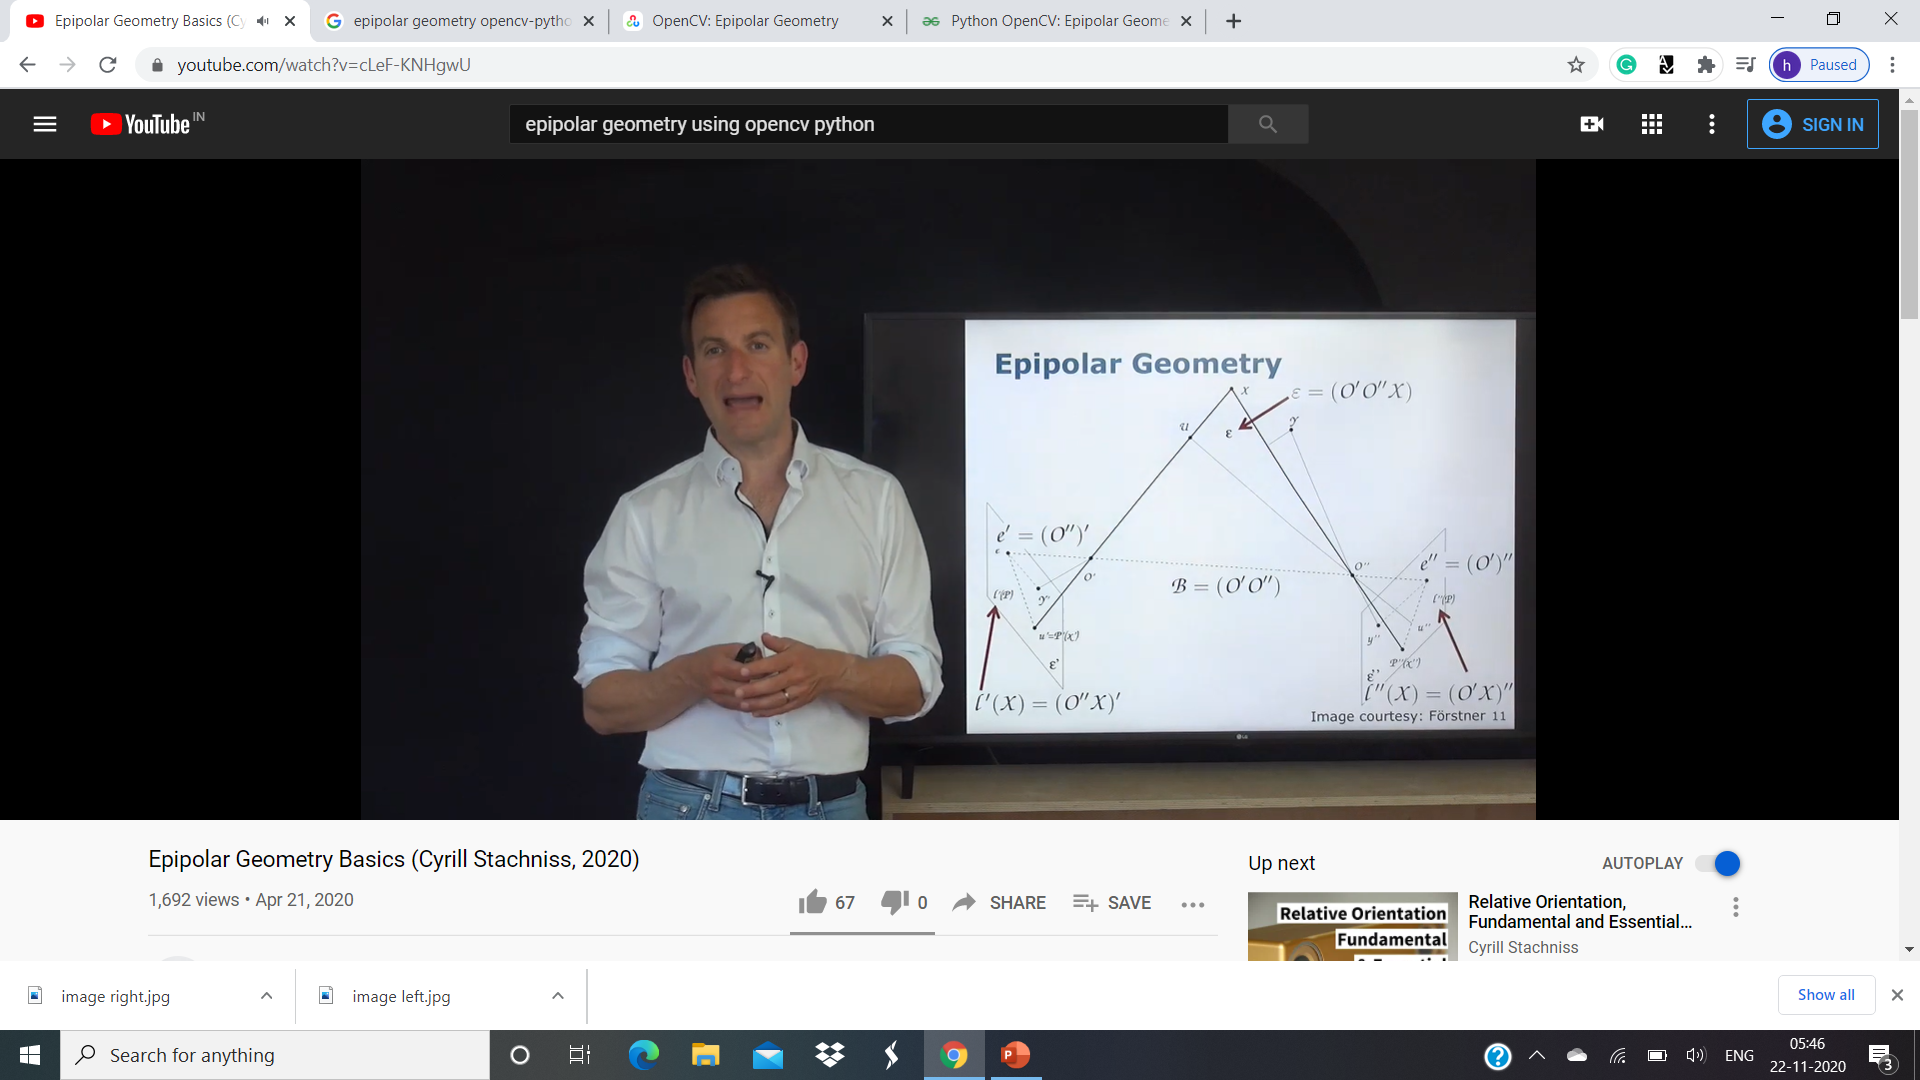 Epipolar Geometry Basics (Cy
epipolar geometry opencv-pytho
OpenCV: Epipolar Geometry
Python OpenCV: Epipolar Geome
youtube.com/watch?v=cLeF-KNHgwU
h Paused
YouTube IN
epipolar geometry using opencv python
SIGN IN
Epipolar Geometry
x
ε = (O′O″X)
u
ε
y
e′ = (O″)′
O'
B = (O′O″)
O''
e″ = (O′)″
y'
y''
u''
ε'
ε''
l′(X) = (O″X)′
l″(X) = (O′X)″
Image courtesy: Förstner 11
LG
Epipolar Geometry Basics (Cyrill Stachniss, 2020)
1,692 views • Apr 21, 2020
67
0
SHARE
SAVE
Up next
AUTOPLAY
Relative Orientation
Fundamental
Relative Orientation,
Fundamental and Essential...
Cyrill Stachniss
image right.jpg
image left.jpg
Show all
Search for anything
P
ENG
05:46
22-11-2020
3